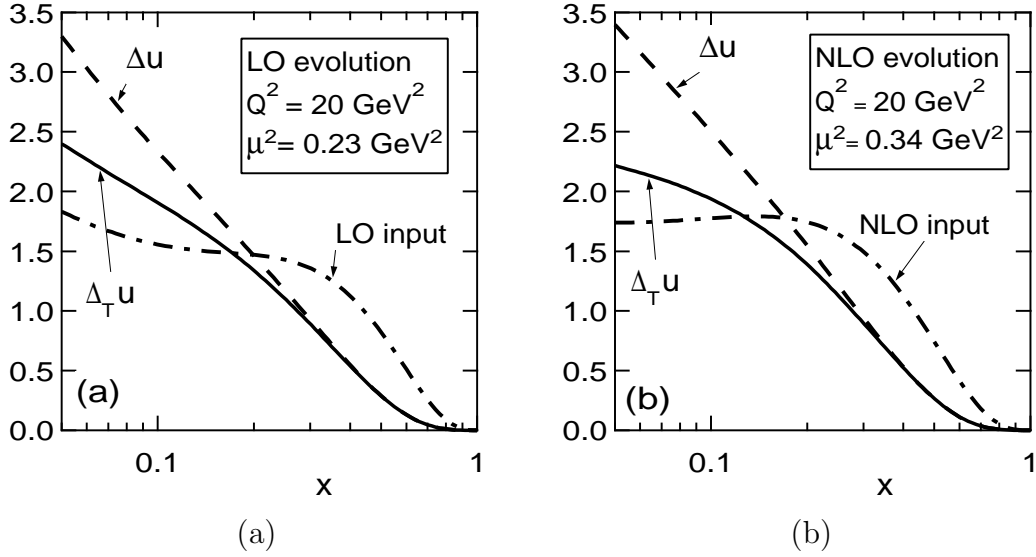 3.5
3.0
2.5
2.0
1.5
1.0
0.5
0.0
Δu
LO evolution
Q² = 20 GeV²
μ² = 0.23 GeV²
LO input
Δ_T u
(a)
0.1
1
x
(a)
3.5
3.0
2.5
2.0
1.5
1.0
0.5
0.0
Δu
NLO evolution
Q² = 20 GeV²
μ² = 0.34 GeV²
NLO input
Δ_T u
(b)
0.1
1
x
(b)